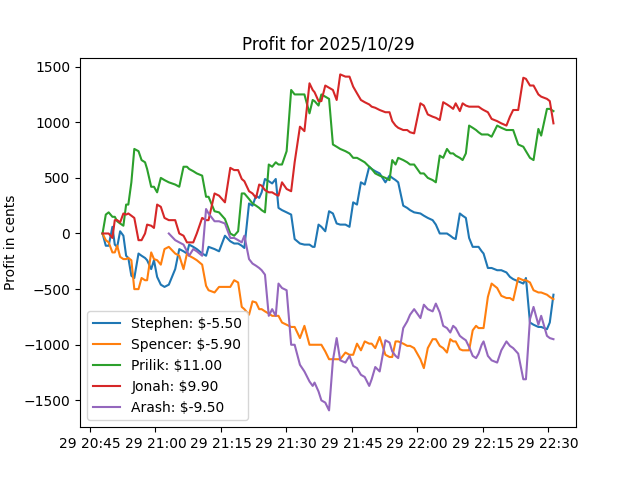 Profit for 2025/10/29
Profit in cents
1500
1000
500
0
−500
−1000
−1500
Stephen: $-5.50
Spencer: $-5.90
Prilik: $11.00
Jonah: $9.90
Arash: $-9.50
29 20:45 29 21:00 29 21:15 29 21:30 29 21:45 29 22:00 29 22:15 29 22:30